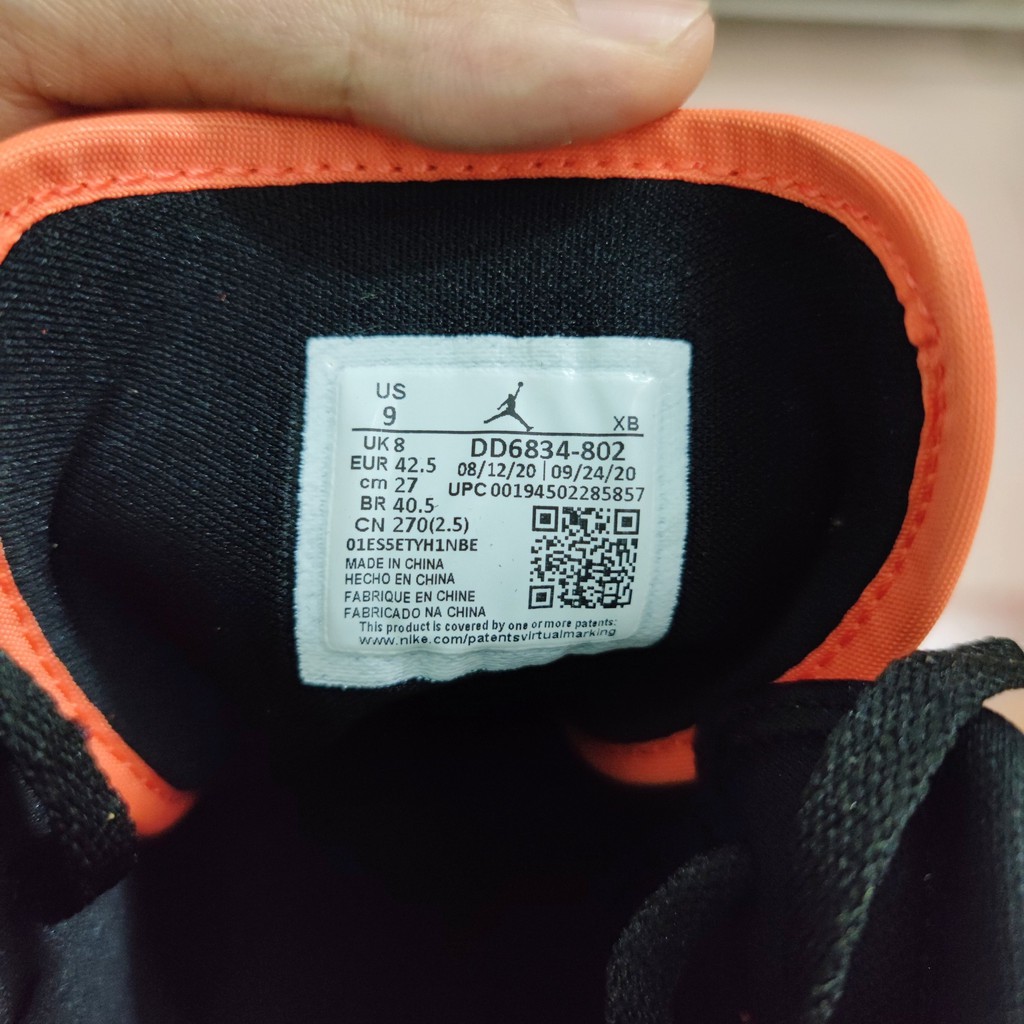 US
9
XB
UK 8
DD6834-802
EUR 42.5
08/12/20 | 09/24/20
cm 27
UPC 00194502285857
BR 40.5
CN 270(2.5)
01ES5ETYH1NBE
MADE IN CHINA
HECHO EN CHINA
FABRIQUE EN CHINE
FABRICADO NA CHINA
This product is covered by one or more patents:
www.nike.com/patentsvirtualmarking